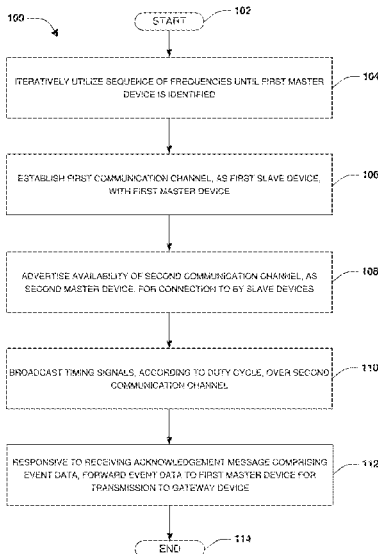 100
START
102
ITERATIVELY UTILIZE SEQUENCE OF FREQUENCIES UNTIL FIRST MASTER
DEVICE IS IDENTIFIED
104
ESTABLISH FIRST COMMUNICATION CHANNEL, AS FIRST SLAVE DEVICE,
WITH FIRST MASTER DEVICE
106
ADVERTISE AVAILABILITY OF SECOND COMMUNICATION CHANNEL, AS
SECOND MASTER DEVICE, FOR CONNECTION TO BY SLAVE DEVICES
108
BROADCAST TIMING SIGNALS, ACCORDING TO DUTY CYCLE, OVER SECOND
COMMUNICATION CHANNEL
110
RESPONSIVE TO RECEIVING ACKNOWLEDGEMENT MESSAGE COMPRISING
EVENT DATA, FORWARD EVENT DATA TO FIRST MASTER DEVICE FOR
TRANSMISSION TO GATEWAY DEVICE
112
END
114